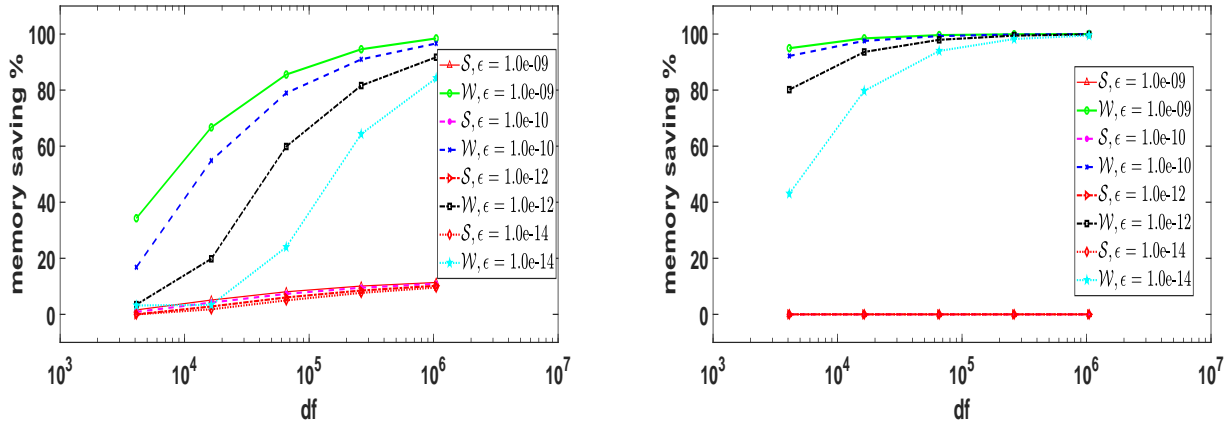 memory saving %
100
80
60
40
20
0
10^3
10^4
10^5
10^6
10^7
df
𝒮, ϵ = 1.0e-09
𝒲, ϵ = 1.0e-09
𝒮, ϵ = 1.0e-10
𝒲, ϵ = 1.0e-10
𝒮, ϵ = 1.0e-12
𝒲, ϵ = 1.0e-12
𝒮, ϵ = 1.0e-14
𝒲, ϵ = 1.0e-14
memory saving %
100
80
60
40
20
0
10^3
10^4
10^5
10^6
10^7
df
𝒮, ϵ = 1.0e-09
𝒲, ϵ = 1.0e-09
𝒮, ϵ = 1.0e-10
𝒲, ϵ = 1.0e-10
𝒮, ϵ = 1.0e-12
𝒲, ϵ = 1.0e-12
𝒮, ϵ = 1.0e-14
𝒲, ϵ = 1.0e-14